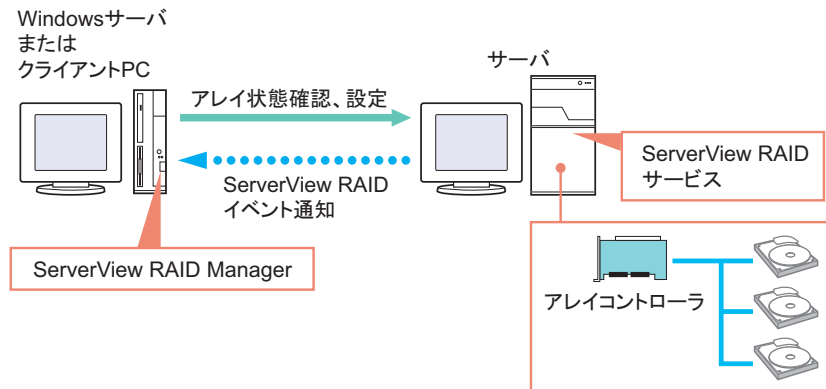 Windowsサーバ
または
クライアントPC
サーバ
アレイ状態確認、設定
ServerView RAID
イベント通知
ServerView RAID
サービス
ServerView RAID Manager
アレイコントローラ